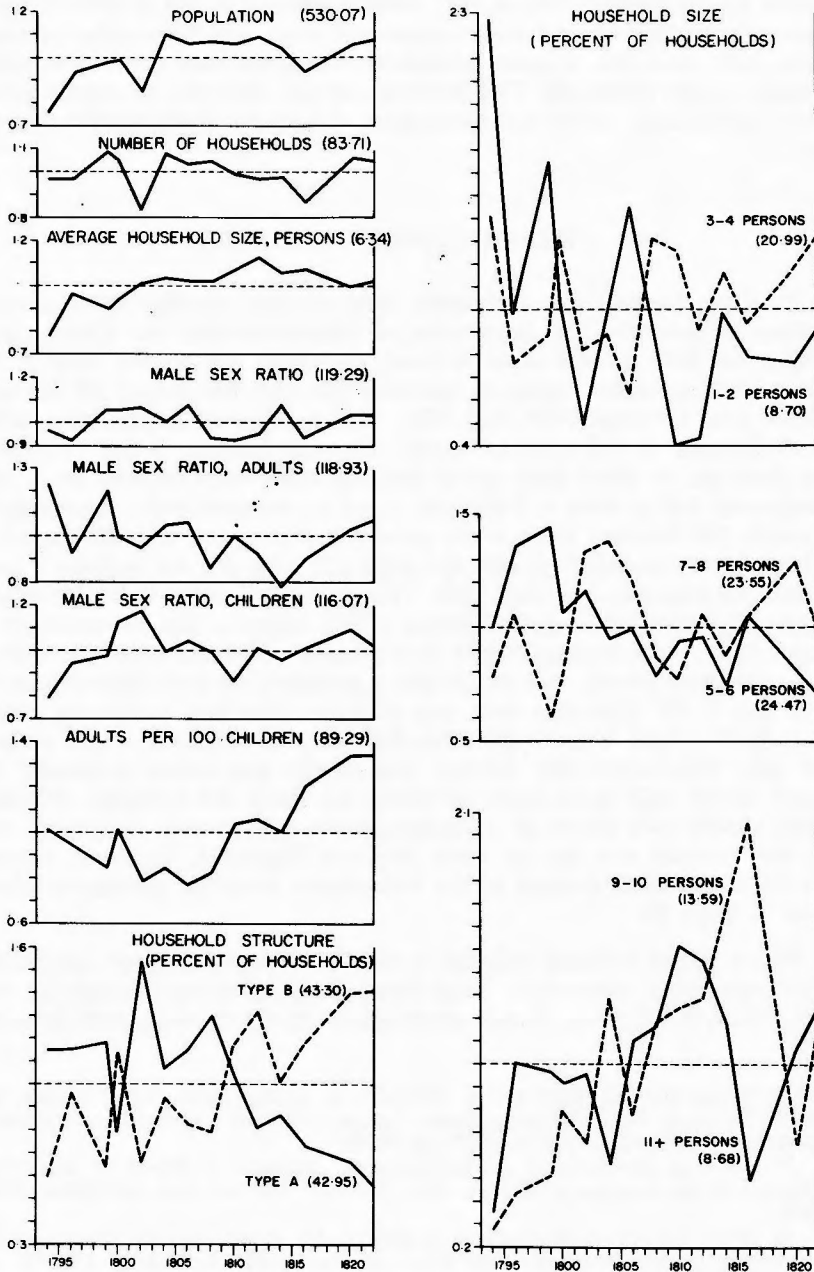 POPULATION (530·07)
1·2
0·7
NUMBER OF HOUSEHOLDS (83·71)
1·1
0·8
AVERAGE HOUSEHOLD SIZE, PERSONS (6·34)
1·2
0·7
MALE SEX RATIO (119·29)
1·2
0·9
MALE SEX RATIO, ADULTS (118·93)
1·3
0·8
MALE SEX RATIO, CHILDREN (116·07)
1·2
0·7
ADULTS PER 100 CHILDREN (89·29)
1·4
0·6
HOUSEHOLD STRUCTURE
(PERCENT OF HOUSEHOLDS)
1·6
TYPE B (43·30)
TYPE A (42·95)
0·3
1795 1800 1805 1810 1815 1820
HOUSEHOLD SIZE
(PERCENT OF HOUSEHOLDS)
2·3
3-4 PERSONS
(20·99)
1-2 PERSONS
(8·70)
0·4
1·5
7-8 PERSONS
(23·55)
5-6 PERSONS
(24·47)
0·5
2·1
9-10 PERSONS
(13·59)
11+ PERSONS
(8·68)
0·2
1795 1800 1805 1810 1815 1820